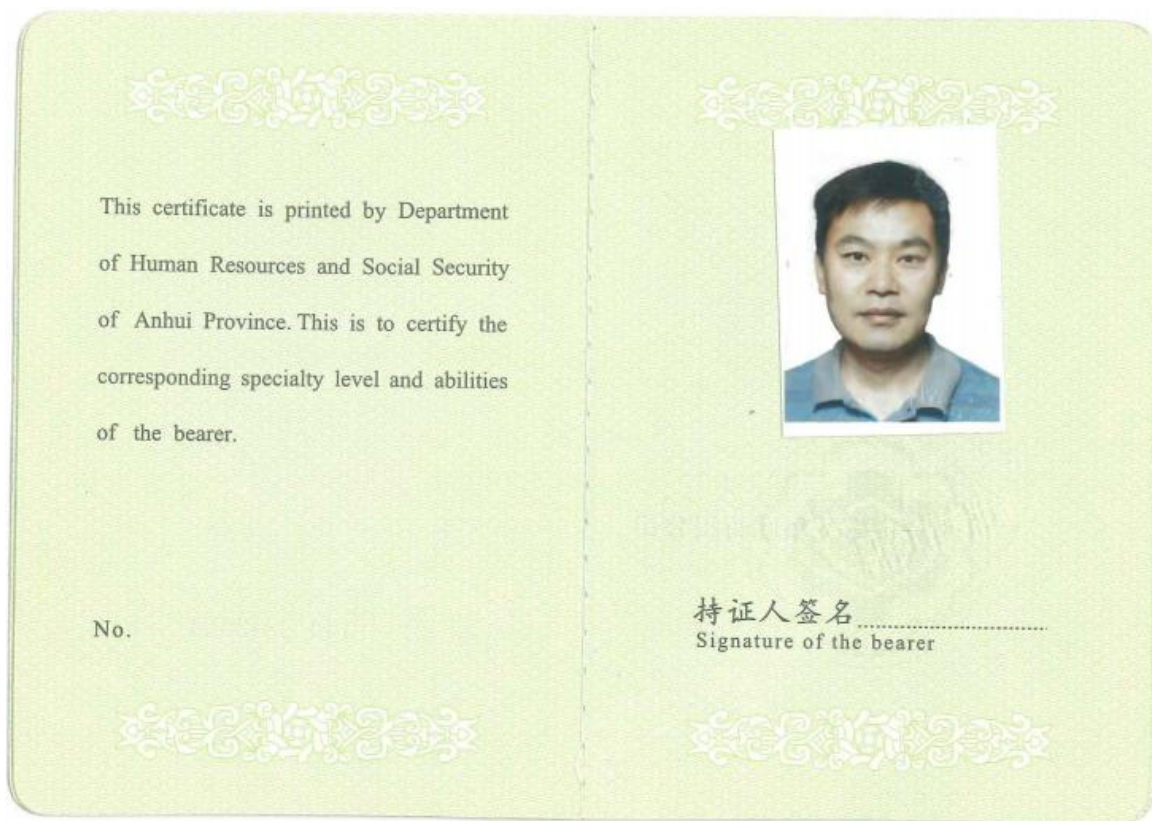 This certificate is printed by Department
of Human Resources and Social Security
of Anhui Province. This is to certify the
corresponding specialty level and abilities
of the bearer.
No.
持证人签名
Signature of the bearer